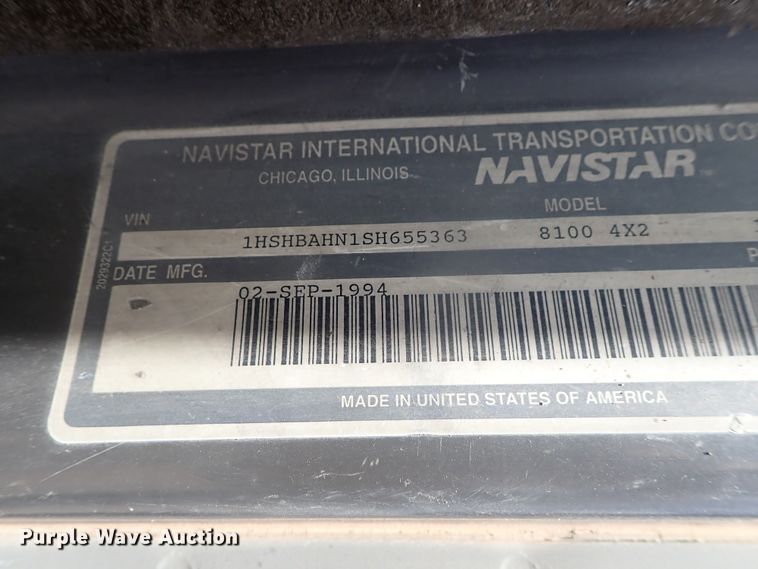 NAVISTAR INTERNATIONAL TRANSPORTATION CO
CHICAGO, ILLINOIS
NAVISTAR
VIN
MODEL
1HSHBAHN1SH655363 8100 4X2
2029322C1
DATE MFG.
02-SEP-1994
MADE IN UNITED STATES OF AMERICA
Purple Wave Auction